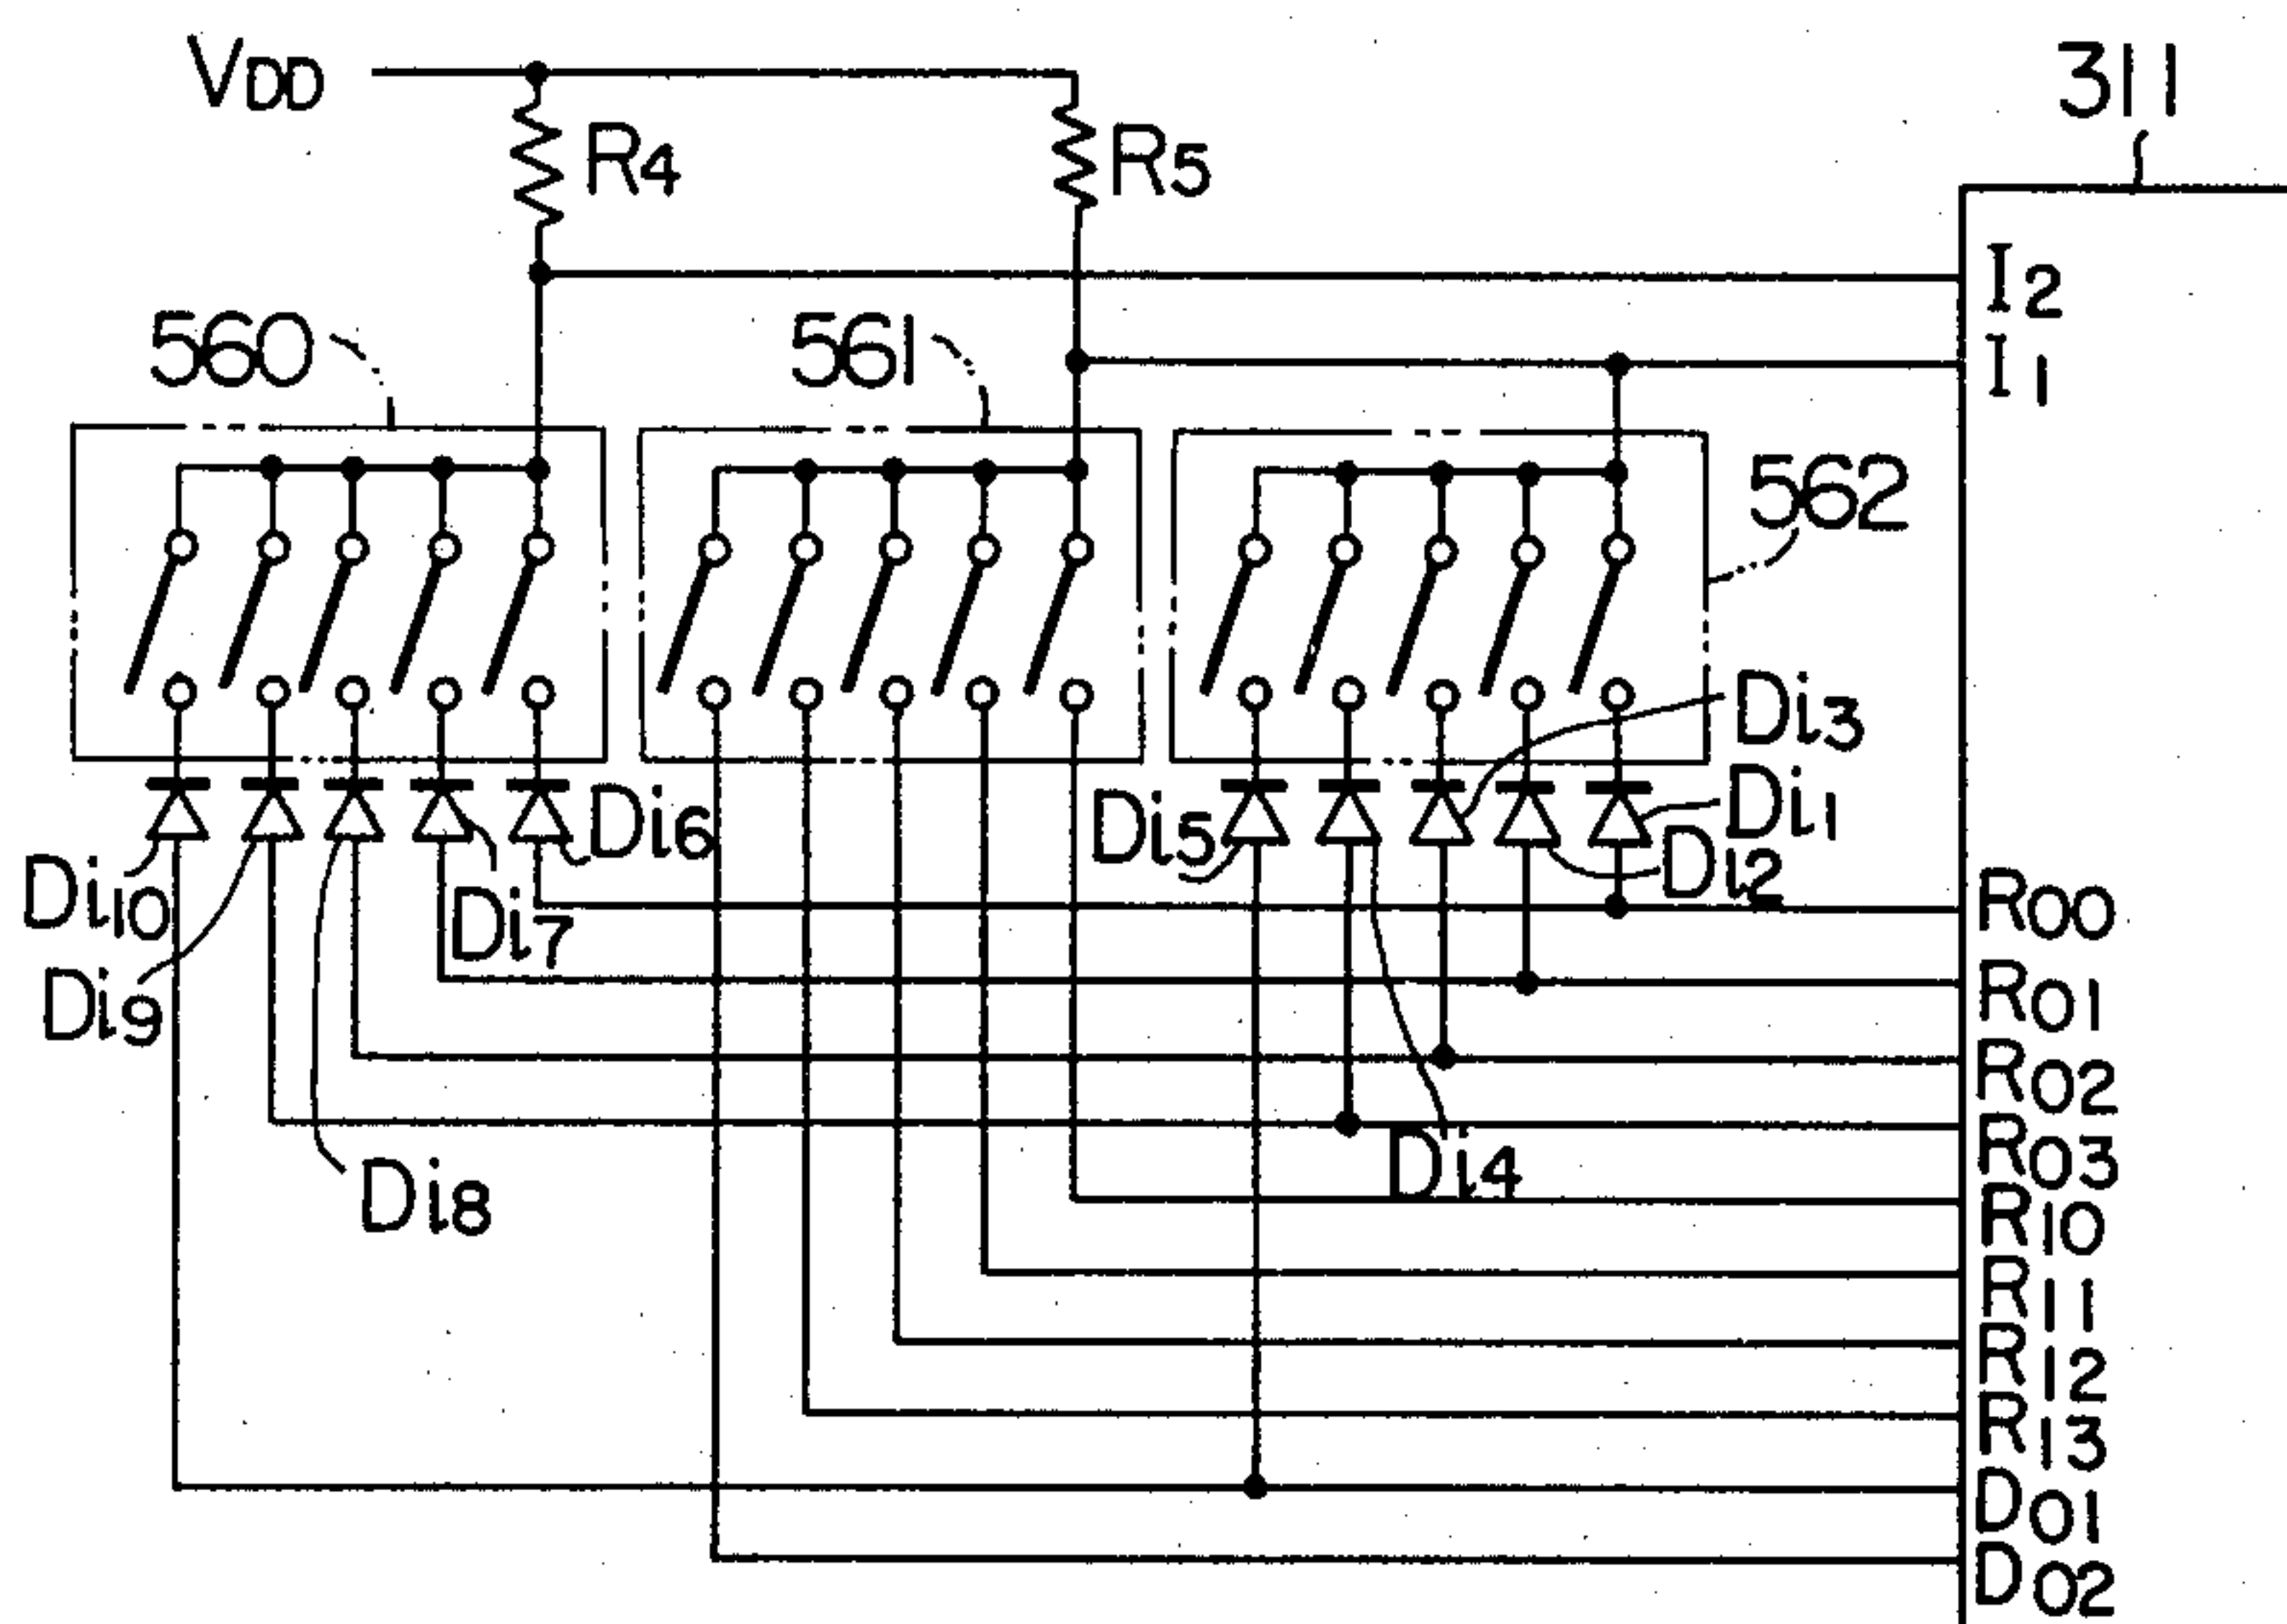 VDD
311
R4
R5
I2
560
561
I1
562
Di3
Di1
Di6
Di5
Di2
Di10
R00
Di7
Di9
R01
R02
R03
Di8
Di4
R10
R11
R12
R13
D01
D02